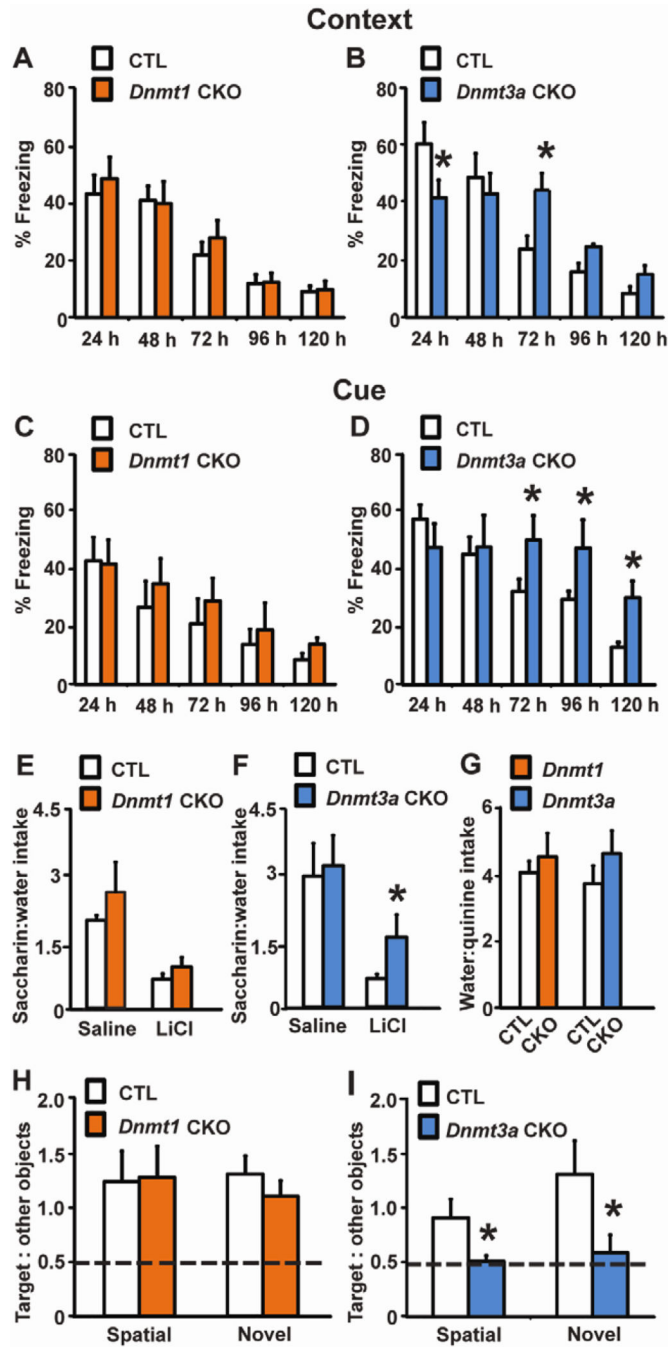 Context
A
CTL
Dnmt1 CKO
% Freezing
80
60
40
20
0
24 h 48 h 72 h 96 h 120 h
B
CTL
Dnmt3a CKO
% Freezing
80
60
40
20
0
*
*
24 h 48 h 72 h 96 h 120 h
Cue
C
CTL
Dnmt1 CKO
% Freezing
80
60
40
20
0
24 h 48 h 72 h 96 h 120 h
D
CTL
Dnmt3a CKO
% Freezing
80
60
40
20
0
*
*
*
24 h 48 h 72 h 96 h 120 h
E
CTL
Dnmt1 CKO
Saccharin:water intake
4.5
3
1.5
0
Saline LiCl
F
CTL
Dnmt3a CKO
Saccharin:water intake
4.5
3
1.5
0
*
Saline LiCl
G
Dnmt1
Dnmt3a
Water:quinine intake
6
4
2
0
CTL CKO CTL CKO
H
CTL
Dnmt1 CKO
Target : other objects
2.0
1.5
1.0
0.5
0
Spatial Novel
I
CTL
Dnmt3a CKO
Target : other objects
2.0
1.5
1.0
0.5
0
*
*
Spatial Novel